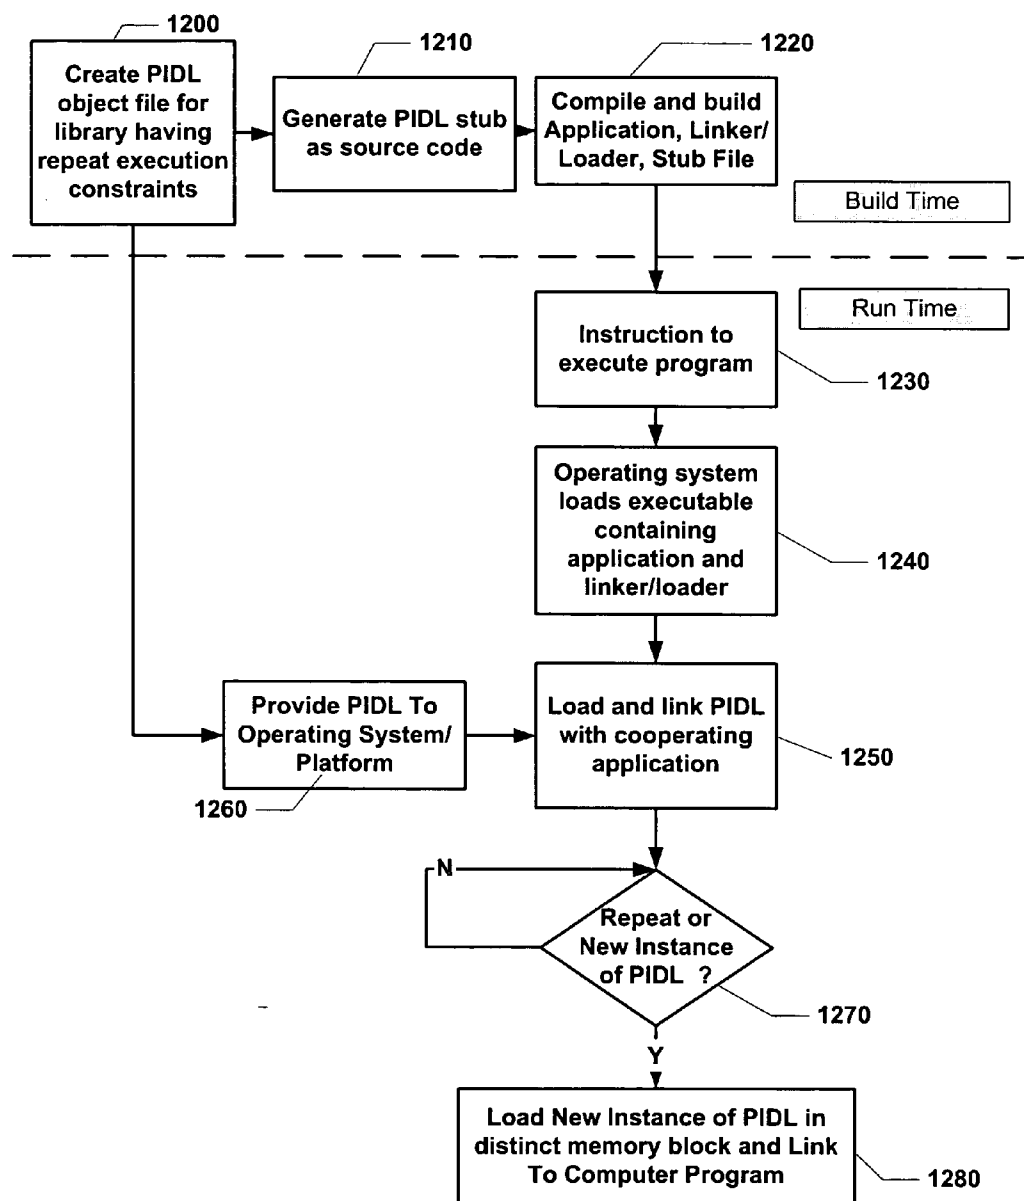 1200
1210
1220
Create PIDL
object file for
library having
repeat execution
constraints
Generate PIDL stub
as source code
Compile and build
Application, Linker/
Loader, Stub File
Build Time
Run Time
Instruction to
execute program
1230
Operating system
loads executable
containing
application and
linker/loader
1240
Provide PIDL To
Operating System/
Platform
1260
Load and link PIDL
with cooperating
application
1250
N
Repeat or
New Instance
of PIDL ?
1270
Y
Load New Instance of PIDL in
distinct memory block and Link
To Computer Program
1280